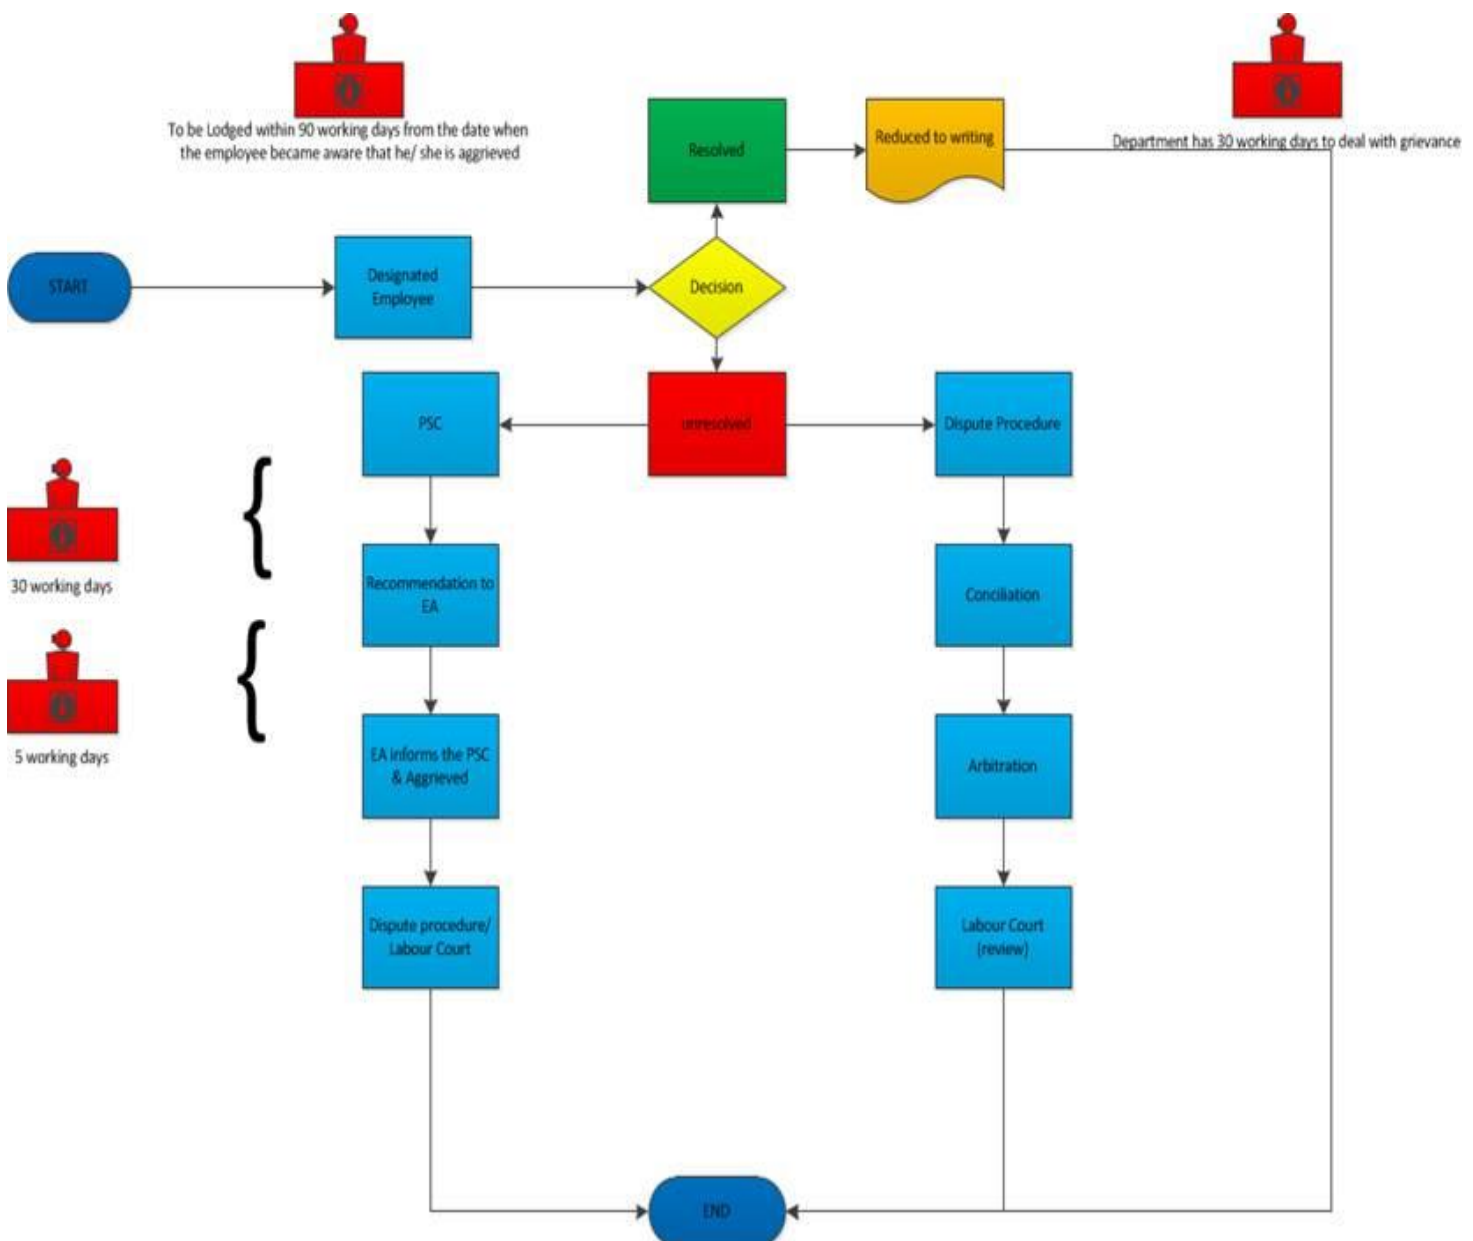 To be Lodged within 90 working days from the date when
the employee became aware that he/ she is aggrieved
Resolved
Reduced to writing
Department has 30 working days to deal with grievance
START
Designated
Employee
Decision
PSC
unresolved
Dispute Procedure
30 working days
Recommendation to
EA
Conciliation
5 working days
EA informs the PSC
& Aggrieved
Arbitration
Dispute procedure/
Labour Court
Labour Court
(review)
END